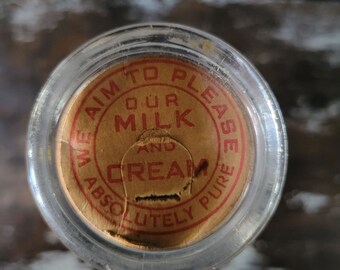 WE AIM TO PLEASE
OUR
MILK
AND
CREAM
ABSOLUTELY PURE